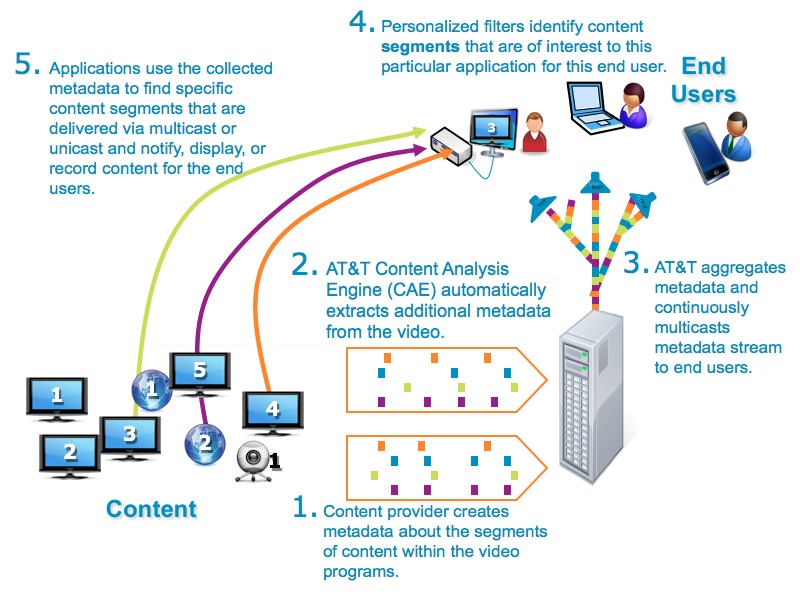 4. Personalized filters identify content
segments that are of interest to this
particular application for this end user.
End
Users
5. Applications use the collected
metadata to find specific
content segments that are
delivered via multicast or
unicast and notify, display, or
record content for the end
users.
3
2. AT&T Content Analysis
Engine (CAE) automatically
extracts additional metadata
from the video.
3. AT&T aggregates
metadata and
continuously
multicasts
metadata stream
to end users.
1
1
5
2
3
4
2
1
Content
1. Content provider creates
metadata about the segments
of content within the video
programs.